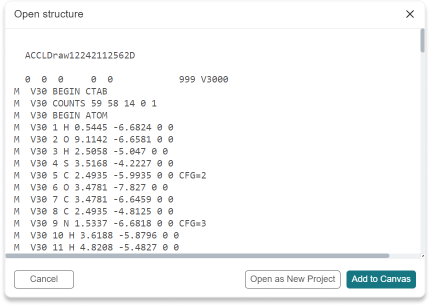 Open structure
ACCLDraw12242112562D
0 0 0 0 0 999 V3000
M V30 BEGIN CTAB
M V30 COUNTS 59 58 14 0 1
M V30 BEGIN ATOM
M V30 1 H 0.5445 -6.6824 0 0
M V30 2 O 9.1142 -6.6581 0 0
M V30 3 H 2.5058 -5.047 0 0
M V30 4 S 3.5168 -4.2227 0 0
M V30 5 C 2.4935 -5.9935 0 0 CFG=2
M V30 6 O 3.4781 -7.827 0 0
M V30 7 C 3.4781 -6.6459 0 0
M V30 8 C 2.4935 -4.8125 0 0
M V30 9 N 1.5337 -6.6818 0 0 CFG=3
M V30 10 H 3.6188 -5.8796 0 0
M V30 11 H 4.8208 -5.4827 0 0
Cancel
Open as New Project
Add to Canvas